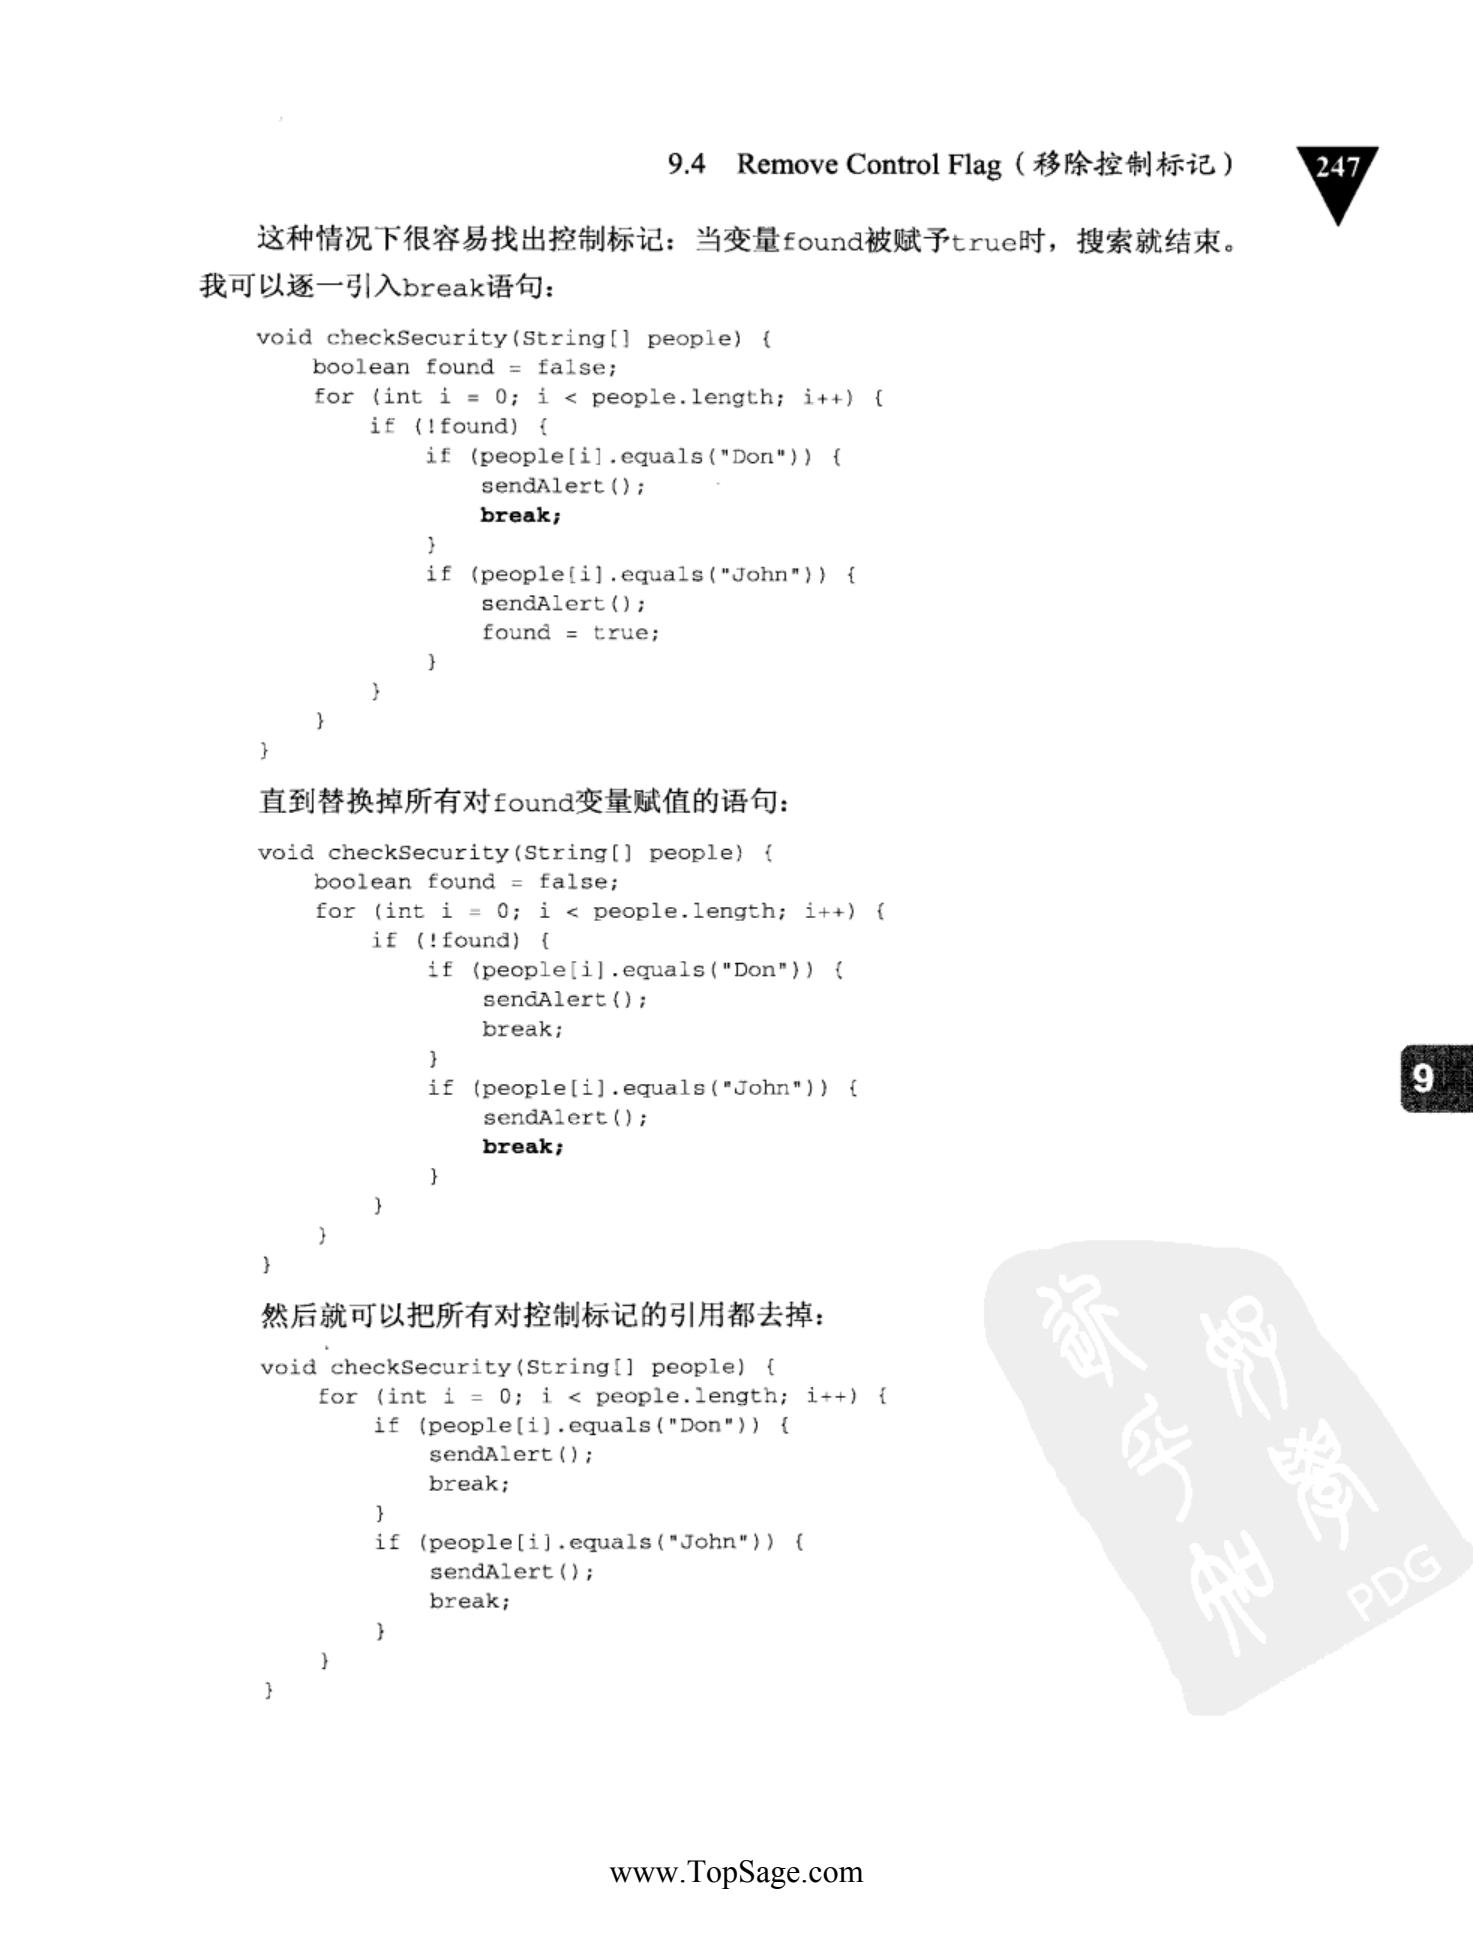 9.4 Remove Control Flag（移除控制标记）
247
这种情况下很容易找出控制标记：当变量found被赋予true时，搜索就结束。
我可以逐一引入break语句：
void checkSecurity(String[] people) {
    boolean found = false;
    for (int i = 0; i < people.length; i++) {
        if (!found) {
            if (people[i].equals("Don")) {
                sendAlert();
                break;
            }
            if (people[i].equals("John")) {
                sendAlert();
                found = true;
            }
        }
    }
}
直到替换掉所有对found变量赋值的语句：
void checkSecurity(String[] people) {
    boolean found = false;
    for (int i = 0; i < people.length; i++) {
        if (!found) {
            if (people[i].equals("Don")) {
                sendAlert();
                break;
            }
            if (people[i].equals("John")) {
                sendAlert();
                break;
            }
        }
    }
}
9
然后就可以把所有对控制标记的引用都去掉：
void checkSecurity(String[] people) {
    for (int i = 0; i < people.length; i++) {
        if (people[i].equals("Don")) {
            sendAlert();
            break;
        }
        if (people[i].equals("John")) {
            sendAlert();
            break;
        }
    }
}
PDG
www.TopSage.com